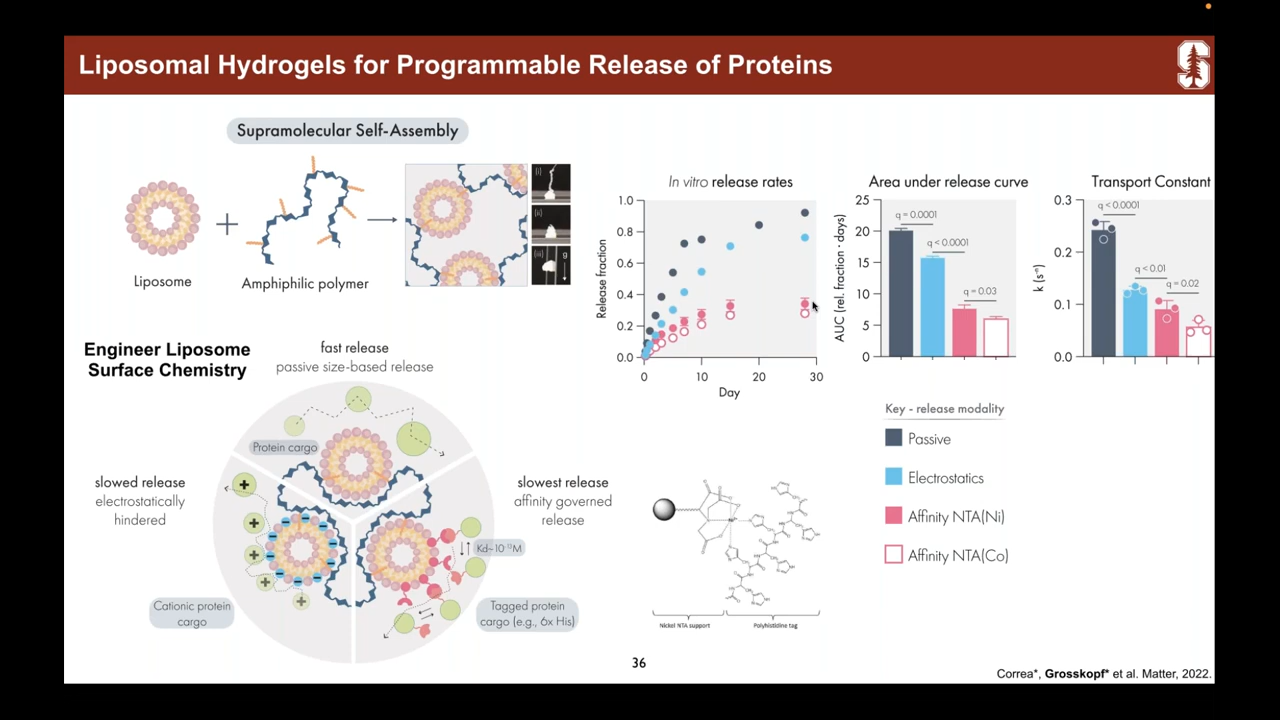 Liposomal Hydrogels for Programmable Release of Proteins
Supramolecular Self-Assembly
Liposome
Amphiphilic polymer
(i)
(ii)
(iii)
g
Engineer Liposome
Surface Chemistry
fast release
passive size-based release
Protein cargo
slowed release
electrostatically
hindered
slowest release
affinity governed
release
Cationic protein
cargo
Tagged protein
cargo (e.g., 6x His)
In vitro release rates
Release fraction
1.0
0.8
0.6
0.4
0.2
0.0
0
10
20
30
Day
Area under release curve
AUC (rel. fraction · days)
25
20
15
10
5
0
q = 0.0001
q < 0.0001
q = 0.03
Transport Constant
k (s⁻ⁿ)
0.3
0.2
0.1
0.0
q < 0.0001
q < 0.01
q = 0.02
Key - release modality
Passive
Electrostatics
Affinity NTA(Ni)
Affinity NTA(Co)
Nickel NTA support
Polyhistidine tag
36
Correa*, Grosskopf* et al. Matter, 2022.